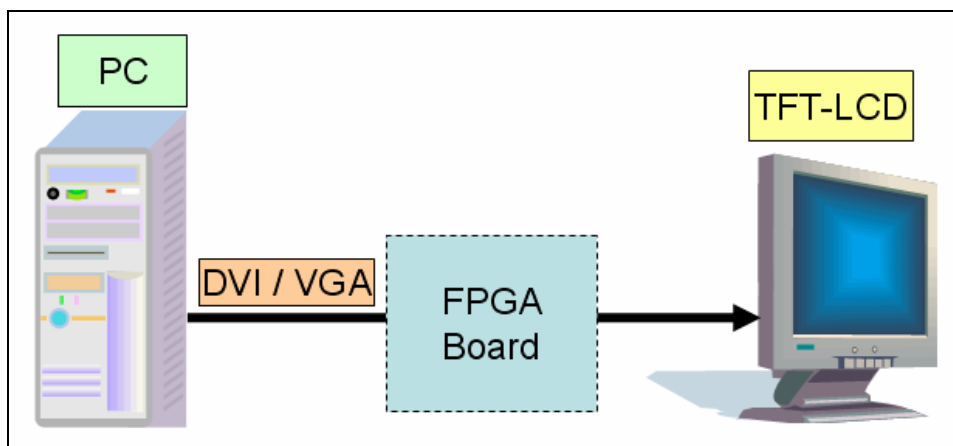 PC
TFT-LCD
DVI / VGA
FPGA
Board